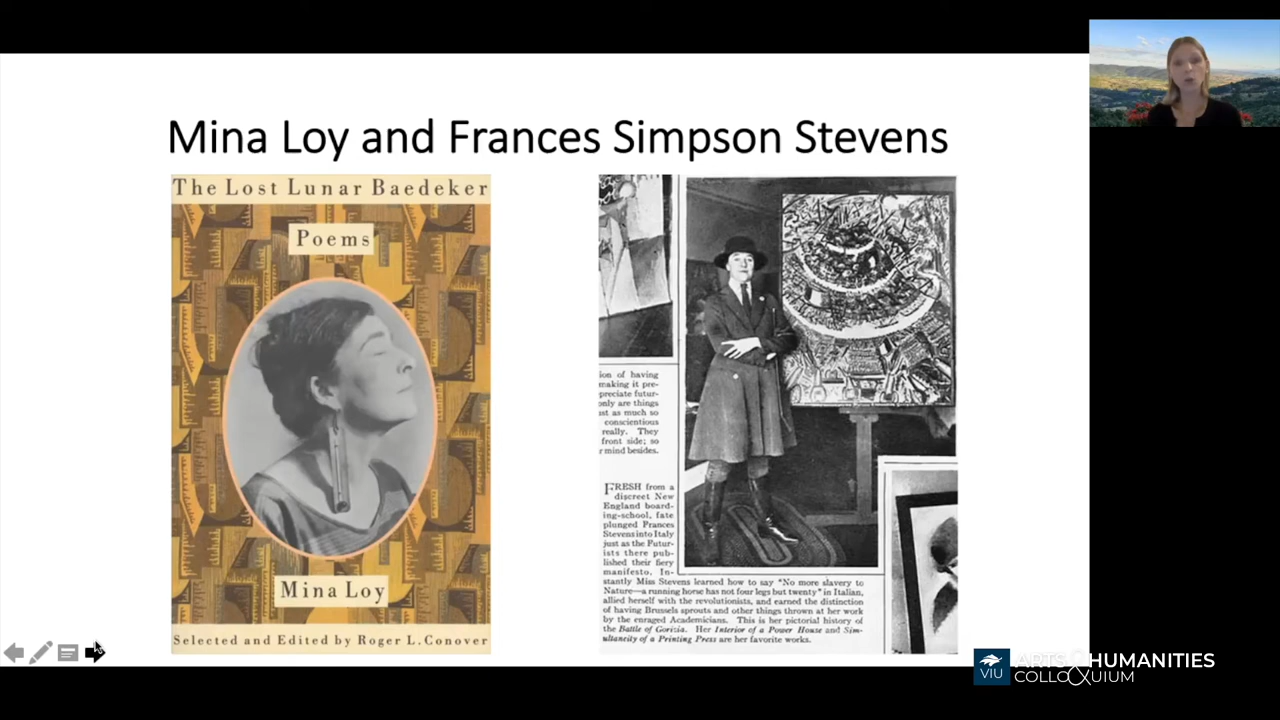 Mina Loy and Frances Simpson Stevens
The Lost Lunar Baedeker
Poems
Mina Loy
Selected and Edited by Roger L. Conover
ion of having
making it pre-
preciate futur-
only are things
ust as much so
conscientious
really. They
front side; so
r mind besides.
FRESH from a
discreet New
England board-
ing-school, fate
plunged Frances
Stevens into Italy
just as the Futur-
ists there pub-
lished their fiery
manifesto. In-
stantly Miss Stevens learned how to say "No more slavery to
Nature—a running horse has not four legs but twenty" in Italian,
allied herself with the revolutionists, and earned the distinction
of having Brussels sprouts and other things thrown at her work
by the enraged Academicians. This is her pictorial history of
the Battle of Gorizia. Her Interior of a Power House and Sim-
ultaneity of a Printing Press are her favorite works.
VIU
ARTS & HUMANITIES
COLLOQUIUM